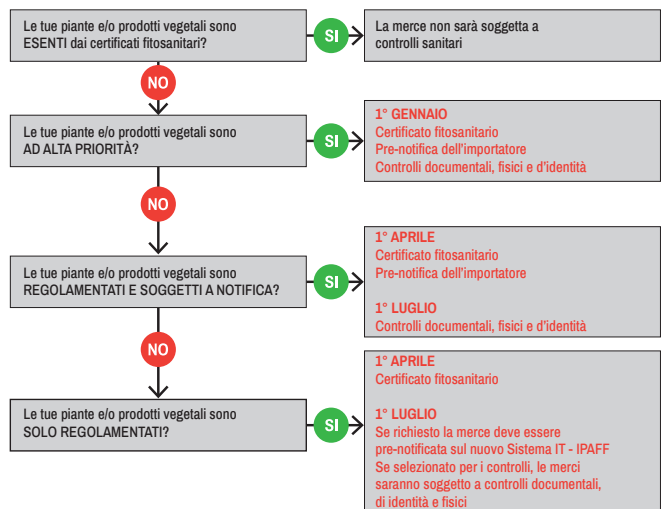 Le tue piante e/o prodotti vegetali sono
ESENTI dai certificati fitosanitari?
SI
La merce non sarà soggetta a
controlli sanitari
NO
Le tue piante e/o prodotti vegetali sono
AD ALTA PRIORITÀ?
SI
1° GENNAIO
Certificato fitosanitario
Pre-notifica dell'importatore
Controlli documentali, fisici e d'identità
NO
Le tue piante e/o prodotti vegetali sono
REGOLAMENTATI E SOGGETTI A NOTIFICA?
SI
1° APRILE
Certificato fitosanitario
Pre-notifica dell'importatore
1° LUGLIO
Controlli documentali, fisici e d'identità
NO
Le tue piante e/o prodotti vegetali sono
SOLO REGOLAMENTATI?
SI
1° APRILE
Certificato fitosanitario
1° LUGLIO
Se richiesto la merce deve essere
pre-notificata sul nuovo Sistema IT - IPAFF
Se selezionato per i controlli, le merci
saranno soggetto a controlli documentali,
di identità e fisici